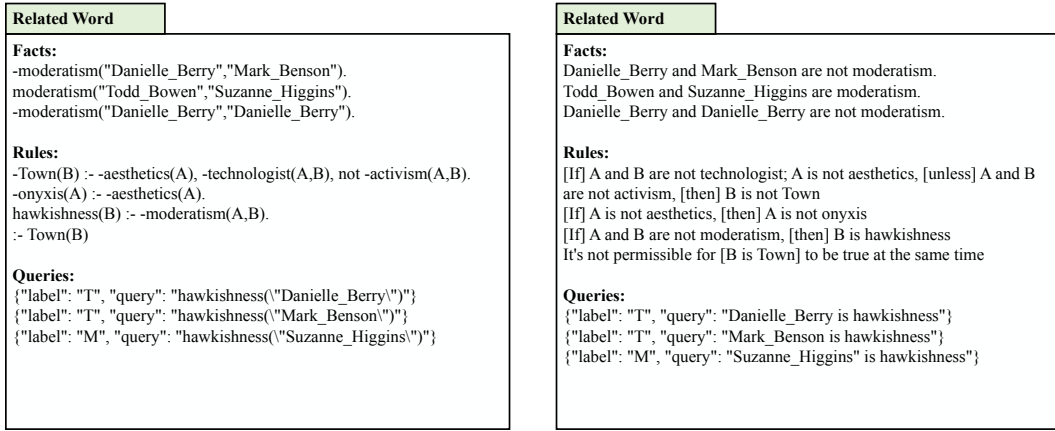 Related Word
Facts:
-moderatism("Danielle_Berry","Mark_Benson").
moderatism("Todd_Bowen","Suzanne_Higgins").
-moderatism("Danielle_Berry","Danielle_Berry").
Rules:
-Town(B) :- -aesthetics(A), -technologist(A,B), not -activism(A,B).
-onyxis(A) :- -aesthetics(A).
hawkishness(B) :- -moderatism(A,B).
:- Town(B)
Queries:
{"label": "T", "query": "hawkishness(\"Danielle_Berry\")"}
{"label": "T", "query": "hawkishness(\"Mark_Benson\")"}
{"label": "M", "query": "hawkishness(\"Suzanne_Higgins\")"}
Related Word
Facts:
Danielle_Berry and Mark_Benson are not moderatism.
Todd_Bowen and Suzanne_Higgins are moderatism.
Danielle_Berry and Danielle_Berry are not moderatism.
Rules:
[If] A and B are not technologist; A is not aesthetics, [unless] A and B
are not activism, [then] B is not Town
[If] A is not aesthetics, [then] A is not onyxis
[If] A and B are not moderatism, [then] B is hawkishness
It's not permissible for [B is Town] to be true at the same time
Queries:
{"label": "T", "query": "Danielle_Berry is hawkishness"}
{"label": "T", "query": "Mark_Benson is hawkishness"}
{"label": "M", "query": "Suzanne_Higgins" is hawkishness"}